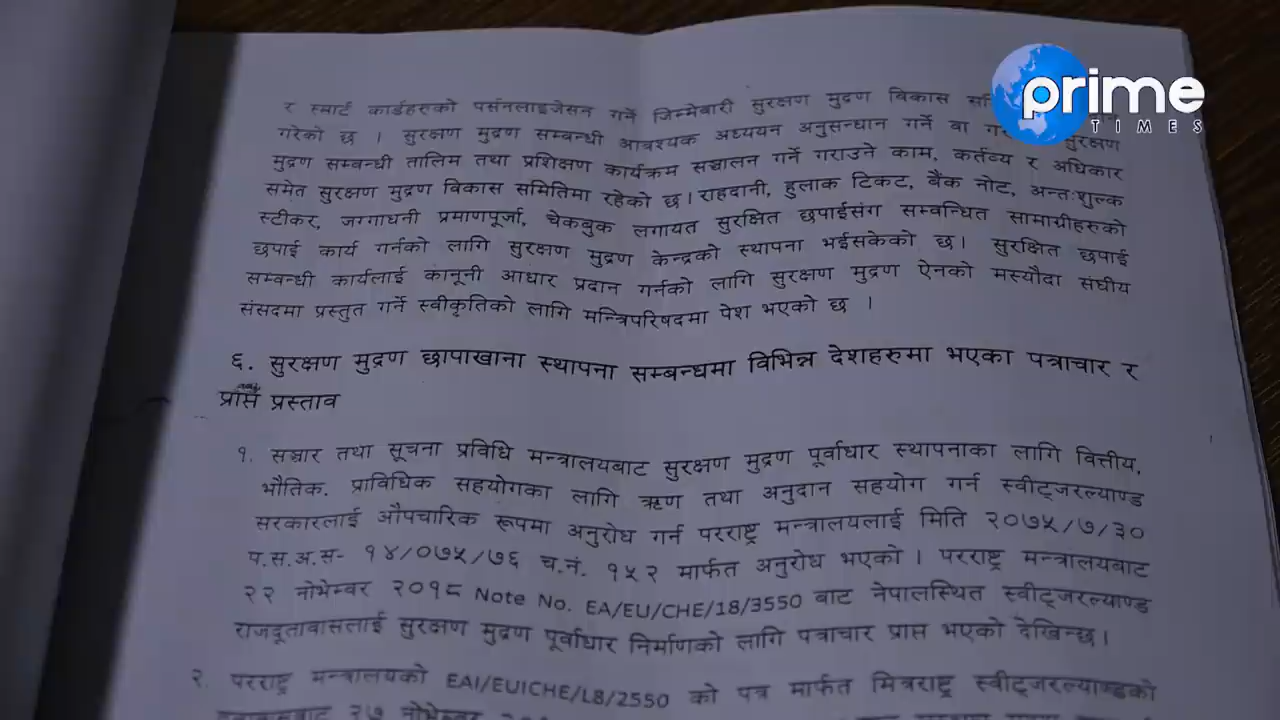 prime
TIMES
र स्मार्ट कार्डहरुको पर्सनलाइजेसन गर्ने जिम्मेबारी सुरक्षण मुद्रण विकास
गरेको छ । सुरक्षण मुद्रण सम्बन्धी आवश्यक अध्ययन अनुसन्धान गर्ने वा सुरक्षण
मुद्रण सम्बन्धी तालिम तथा प्रशिक्षण कार्यक्रम सञ्चालन गर्ने गराउने काम, कर्तव्य र अधिकार
समेत सुरक्षण मुद्रण विकास समितिमा रहेको छ। राहदानी, हुलाक टिकट, बैंक नोट, अन्तःशुल्क
स्टीकर, जग्गाधनी प्रमाणपूर्जा, चेकबुक लगायत सुरक्षित छपाईसंग सम्वन्धित सामाग्रीहरुको
छपाई कार्य गर्नको लागि सुरक्षण मुद्रण केन्द्रको स्थापना भईसकेको छ। सुरक्षित छपाई
सम्बन्धी कार्यलाई कानूनी आधार प्रदान गर्नको लागि सुरक्षण मुद्रण ऐनको मस्यौदा संघीय
संसदमा प्रस्तुत गर्ने स्वीकृतिको लागि मन्त्रिपरिषदमा पेश भएको छ ।
६. सुरक्षण मुद्रण छापाखाना स्थापना सम्बन्धमा विभिन्न देशहरुमा भएका पत्राचार र
प्राप्त प्रस्ताव
१. सञ्चार तथा सूचना प्रविधि मन्त्रालयबाट सुरक्षण मुद्रण पूर्वाधार स्थापनाका लागि वित्तीय,
भौतिक, प्राविधिक सहयोगका लागि ऋण तथा अनुदान सहयोग गर्न स्वीट्जरल्याण्ड
सरकारलाई औपचारिक रूपमा अनुरोध गर्न परराष्ट्र मन्त्रालयलाई मिति २०७५/७/३०
प.स.अ.स- १४/०७५/७६ च.नं. १५२ मार्फत अनुरोध भएको । परराष्ट्र मन्त्रालयबाट
२२ नोभेम्बर २०१८ Note No. EA/EU/CHE/18/3550 बाट नेपालस्थित स्वीट्जरल्याण्ड
राजदूतावासलाई सुरक्षण मुद्रण पूर्वाधार निर्माणको लागि पत्राचार प्राप्त भएको देखिन्छ।
२. परराष्ट्र मन्त्रालयको EAI/EUICHE/L8/2550 को पत्र मार्फत मित्रराष्ट्र स्वीट्जरल्याण्डको
२७ नोभेम्बर